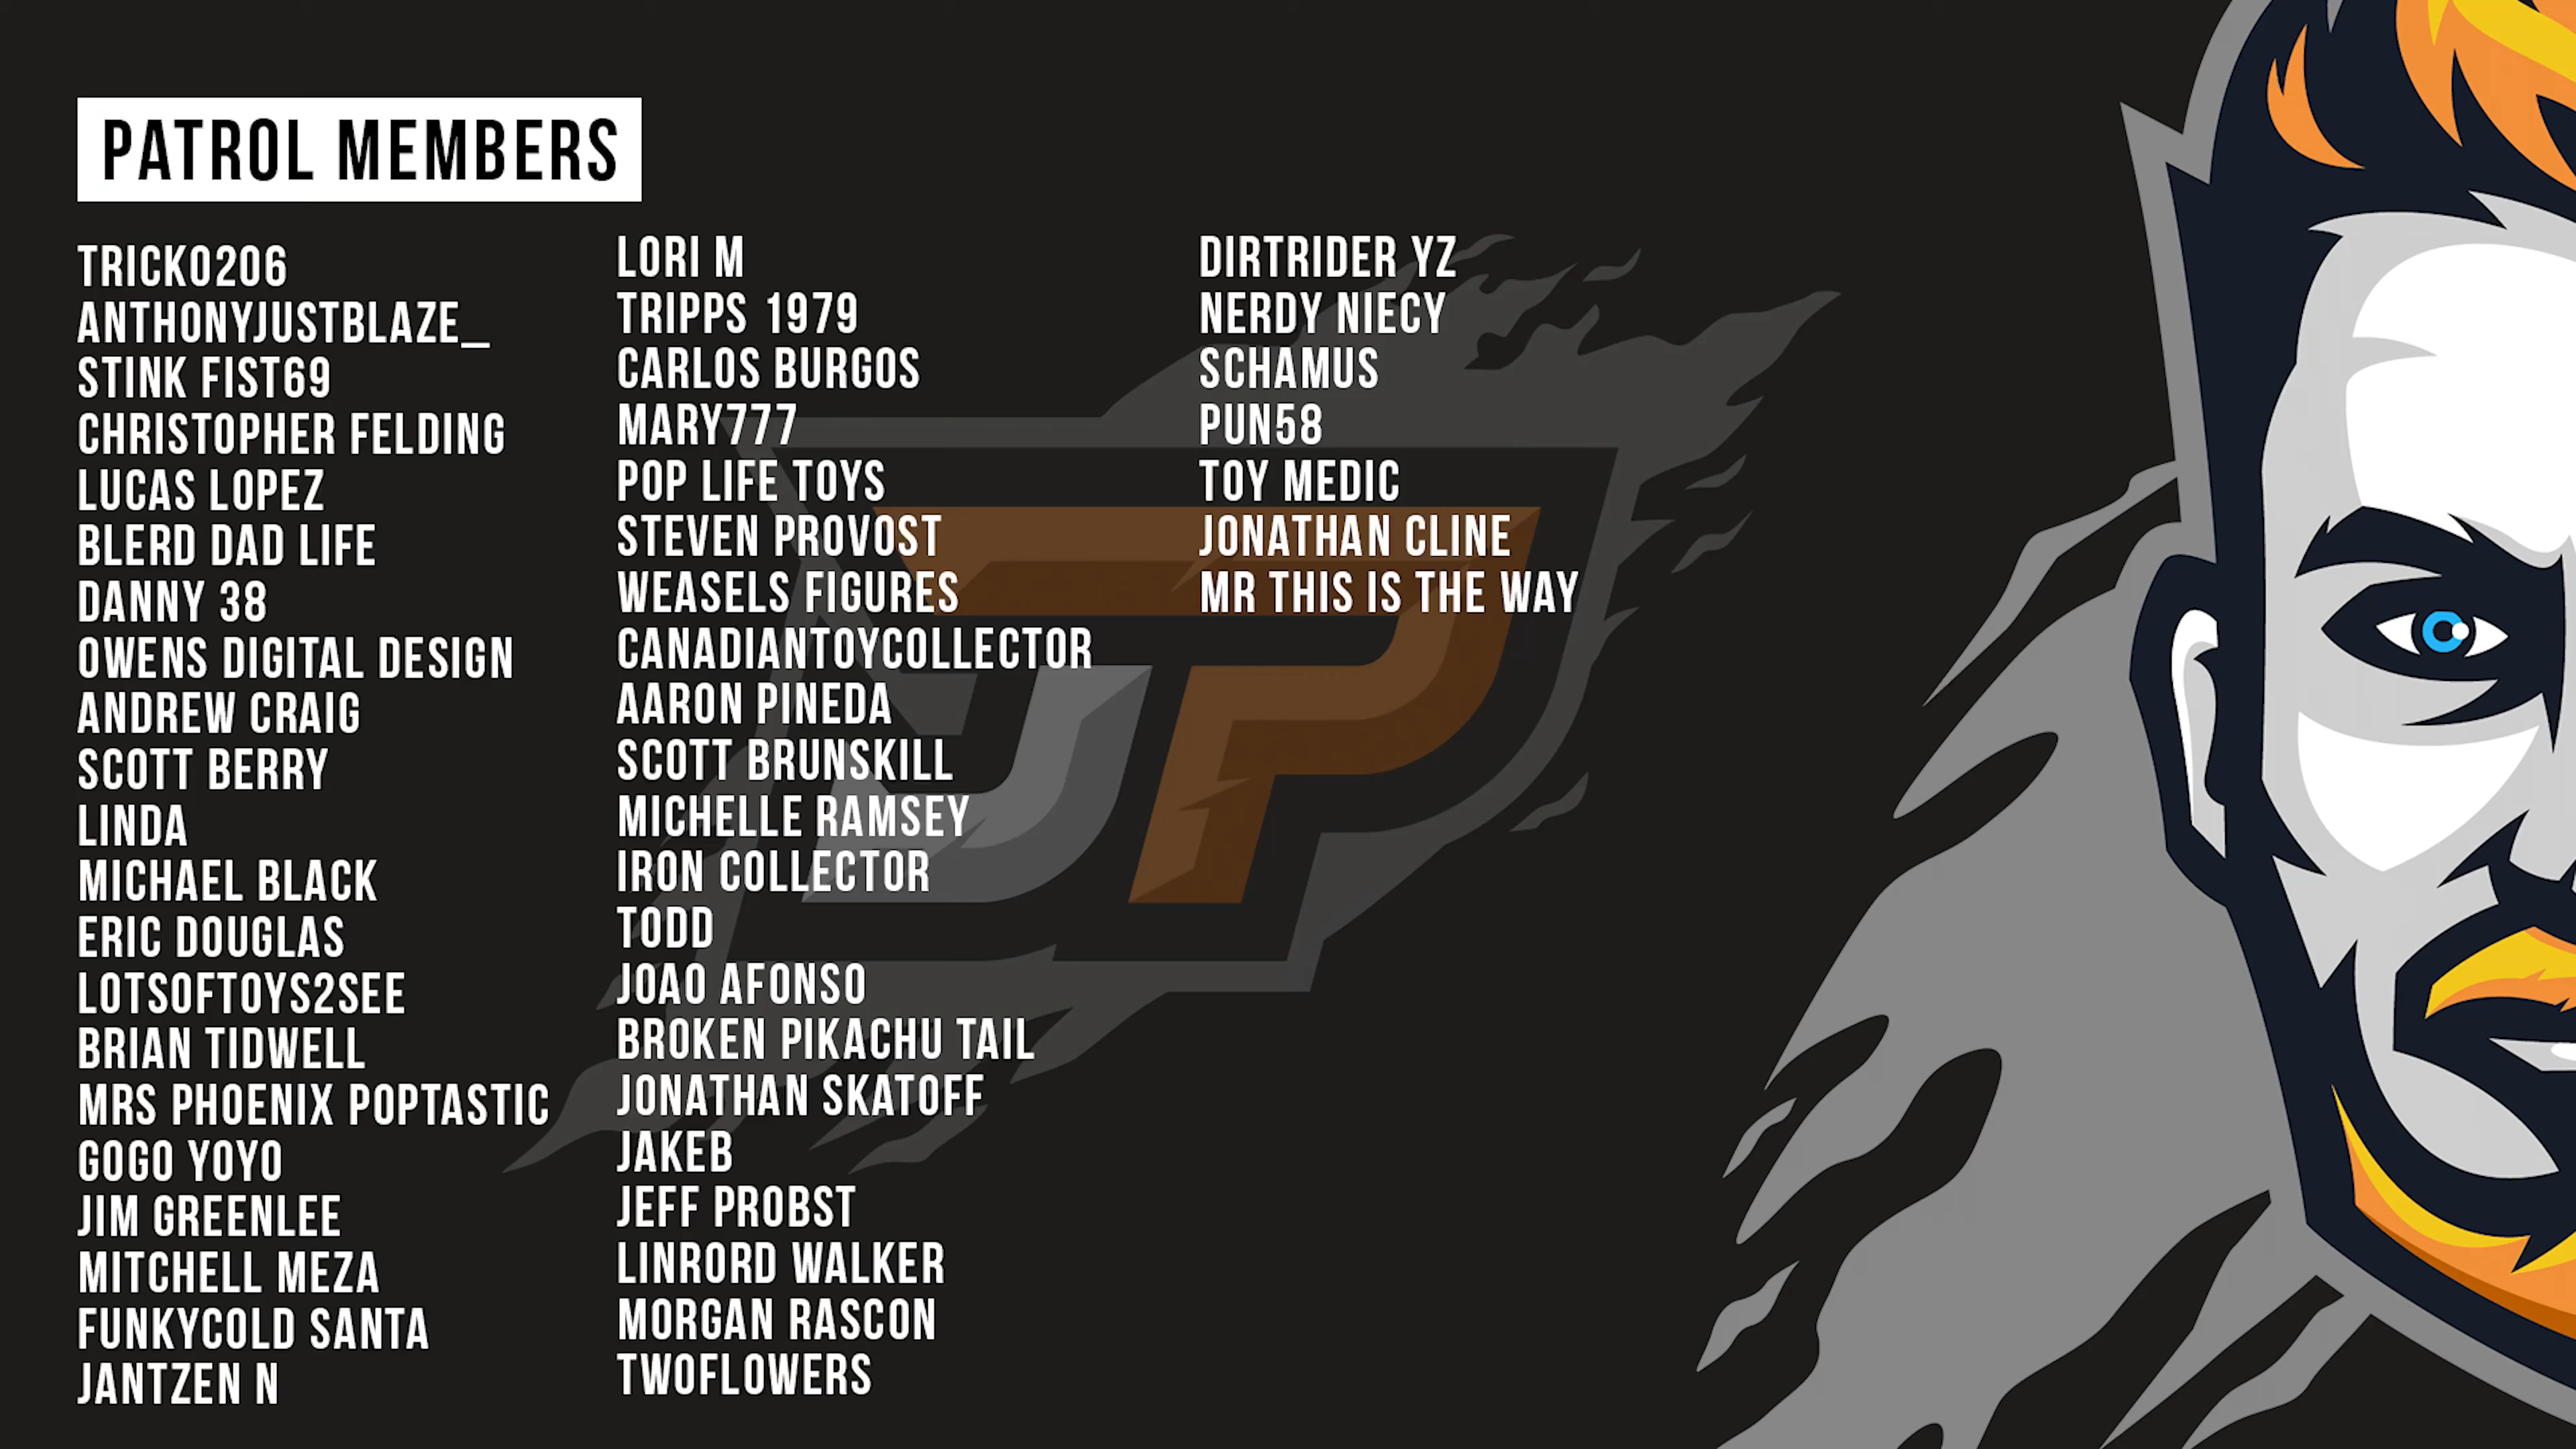 PATROL MEMBERS
TRICKO206
ANTHONYJUSTBLAZE_
STINK FIST69
CHRISTOPHER FELDING
LUCAS LOPEZ
BLERD DAD LIFE
DANNY 38
OWENS DIGITAL DESIGN
ANDREW CRAIG
SCOTT BERRY
LINDA
MICHAEL BLACK
ERIC DOUGLAS
LOTSOFTOYS2SEE
BRIAN TIDWELL
MRS PHOENIX POPTASTIC
GOGO YOYO
JIM GREENLEE
MITCHELL MEZA
FUNKYCOLD SANTA
JANTZEN N
LORI M
TRIPPS 1979
CARLOS BURGOS
MARY777
POP LIFE TOYS
STEVEN PROVOST
WEASELS FIGURES
CANADIANTOYCOLLECTOR
AARON PINEDA
SCOTT BRUNSKILL
MICHELLE RAMSEY
IRON COLLECTOR
TODD
JOAO AFONSO
BROKEN PIKACHU TAIL
JONATHAN SKATOFF
JAKEB
JEFF PROBST
LINRORD WALKER
MORGAN RASCON
TWOFLOWERS
DIRTRIDER YZ
NERDY NIECY
SCHAMUS
PUN58
TOY MEDIC
JONATHAN CLINE
MR THIS IS THE WAY
JP